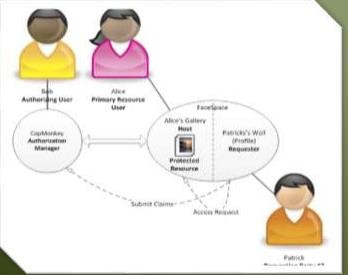 Bob
Authorizing User
Alice
Primary Resource
User
FaceSpace
Alice's Gallery
Host
Protected
Resource
Patricks's Wall
(Profile)
Requester
CopMonkey
Authorization
Manager
Submit Claims
Access Request
Patrick